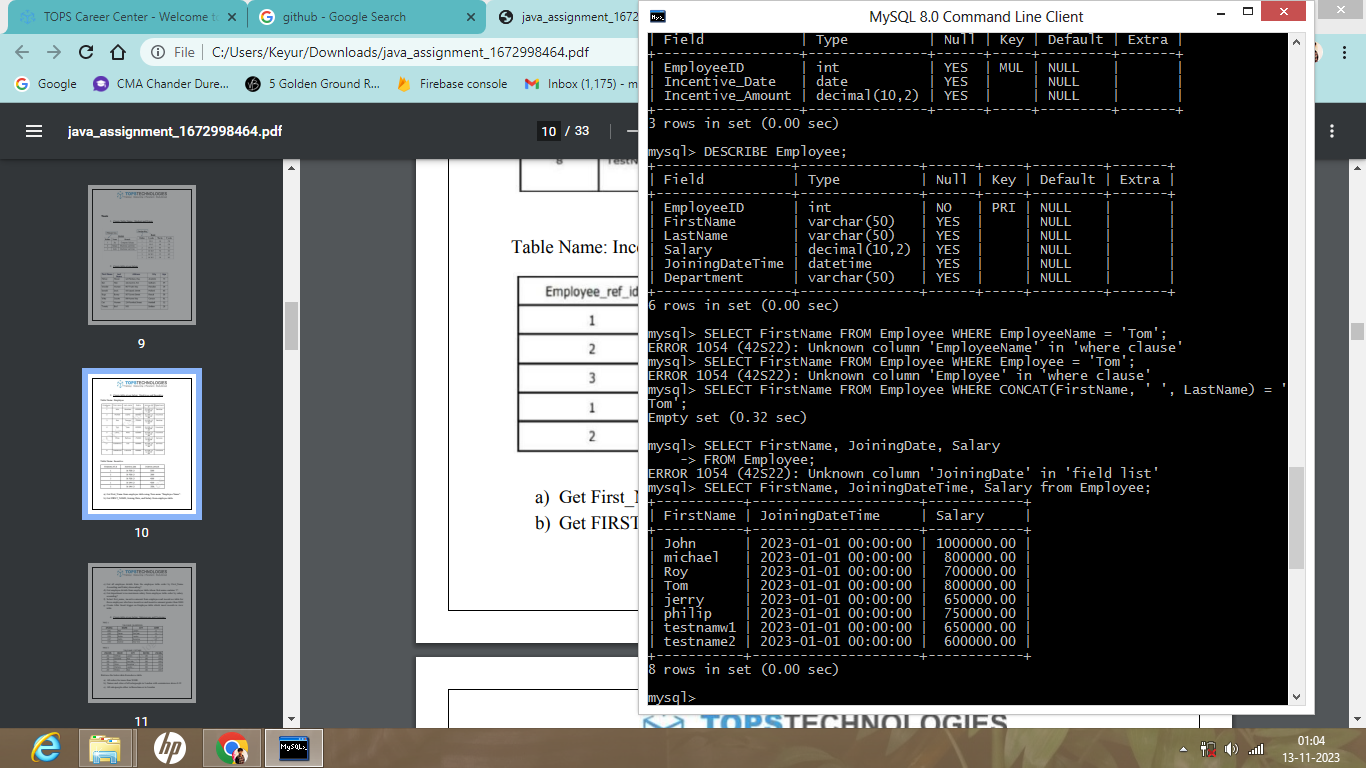 TOPS Career Center - Welcome t
github - Google Search
java_assignment_1672
MySQL 8.0 Command Line Client
File
C:/Users/Keyur/Downloads/java_assignment_1672998464.pdf
Google
CMA Chander Dure...
5 Golden Ground R...
Firebase console
Inbox (1,175) - m
java_assignment_1672998464.pdf
10 / 33
9
10
11
8
Table Name: Ince
Employee_ref_id
1
2
3
1
2
a) Get First_N
b) Get FIRST
TOPSTECHNOLOGIES
| Field | Type | Null | Key | Default | Extra |
+------------------+---------------+------+-----+---------+-------+
| EmployeeID | int | YES | MUL | NULL | |
| Incentive_Date | date | YES | | NULL | |
| Incentive_Amount | decimal(10,2) | YES | | NULL | |
+------------------+---------------+------+-----+---------+-------+
3 rows in set (0.00 sec)
mysql> DESCRIBE Employee;
+-----------------+---------------+------+-----+---------+-------+
| Field | Type | Null | Key | Default | Extra |
+-----------------+---------------+------+-----+---------+-------+
| EmployeeID | int | NO | PRI | NULL | |
| FirstName | varchar(50) | YES | | NULL | |
| LastName | varchar(50) | YES | | NULL | |
| Salary | decimal(10,2) | YES | | NULL | |
| JoiningDateTime | datetime | YES | | NULL | |
| Department | varchar(50) | YES | | NULL | |
+-----------------+---------------+------+-----+---------+-------+
6 rows in set (0.00 sec)
mysql> SELECT FirstName FROM Employee WHERE EmployeeName = 'Tom';
ERROR 1054 (42S22): Unknown column 'EmployeeName' in 'where clause'
mysql> SELECT FirstName FROM Employee WHERE Employee = 'Tom';
ERROR 1054 (42S22): Unknown column 'Employee' in 'where clause'
mysql> SELECT FirstName FROM Employee WHERE CONCAT(FirstName, ' ', LastName) = '
Tom';
Empty set (0.32 sec)
mysql> SELECT FirstName, JoiningDate, Salary
-> FROM Employee;
ERROR 1054 (42S22): Unknown column 'JoiningDate' in 'field list'
mysql> SELECT FirstName, JoiningDateTime, Salary from Employee;
+-----------+---------------------+------------+
| FirstName | JoiningDateTime | Salary |
+-----------+---------------------+------------+
| John | 2023-01-01 00:00:00 | 1000000.00 |
| michael | 2023-01-01 00:00:00 | 800000.00 |
| Roy | 2023-01-01 00:00:00 | 700000.00 |
| Tom | 2023-01-01 00:00:00 | 800000.00 |
| jerry | 2023-01-01 00:00:00 | 650000.00 |
| philip | 2023-01-01 00:00:00 | 750000.00 |
| testnamw1 | 2023-01-01 00:00:00 | 650000.00 |
| testname2 | 2023-01-01 00:00:00 | 600000.00 |
+-----------+---------------------+------------+
8 rows in set (0.00 sec)
mysql>
01:04
13-11-2023